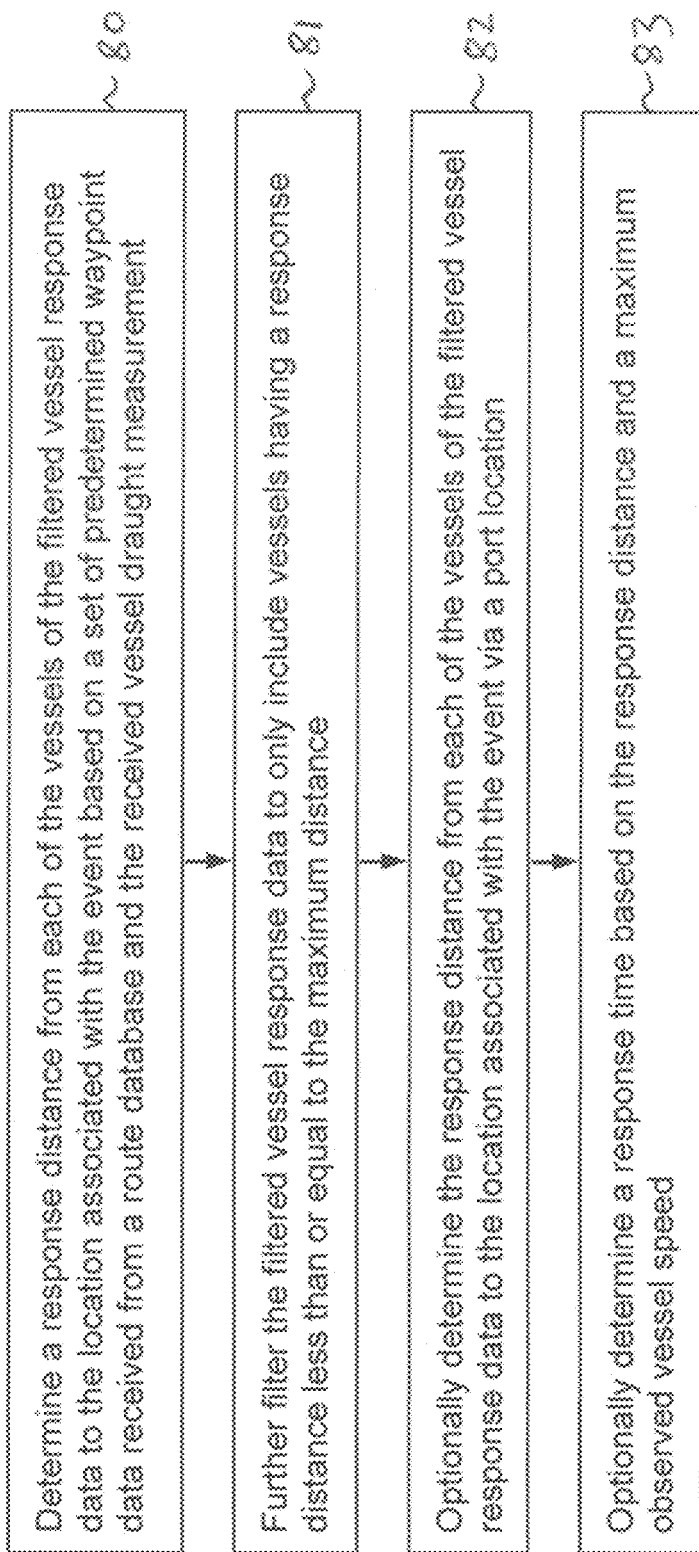 Determine a response distance from each of the vessels of the filtered vessel response
data to the location associated with the event based on a set of predetermined waypoint
data received from a route database and the received vessel draught measurement
80
Further filter the filtered vessel response data to only include vessels having a response
distance less than or equal to the maximum distance
81
Optionally determine the response distance from each of the vessels of the filtered vessel
response data to the location associated with the event via a port location
82
Optionally determine a response time based on the response distance and a maximum
observed vessel speed
83